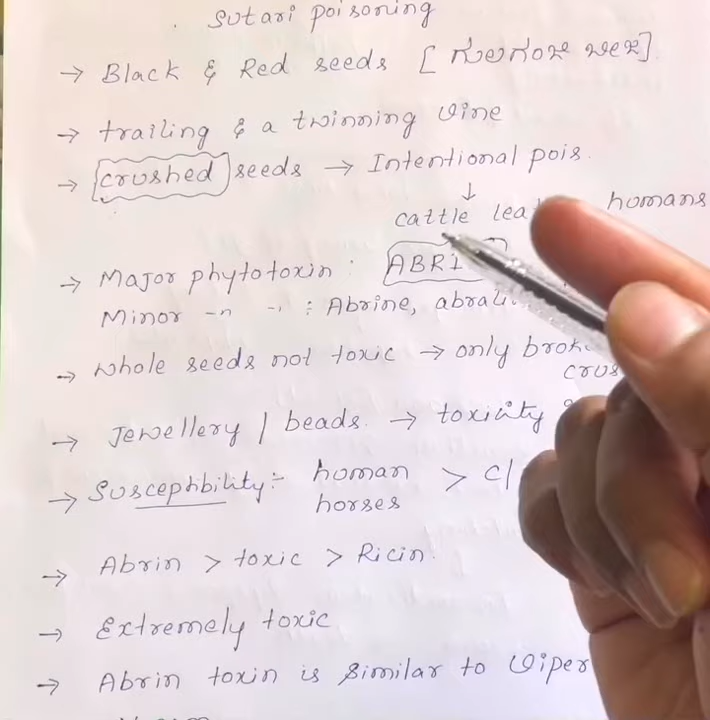 Sutari poisoning
→ Black & Red seeds [ ಗುಲಗಂಜಿ ಬೀಜ].
→ trailing & a twinning vine
→ crushed seeds → Intentional pois.
↓
cattle humans
→ Major phytotoxin :
Minor -n- : Abrine,
→ Whole seeds not toxic → only
→ Jewellery / beads. → toxicity
→ Susceptibility:- human >
horses
→ Abrin > toxic > Ricin
→ Extremely toxic
→ Abrin toxin is similar to Viper